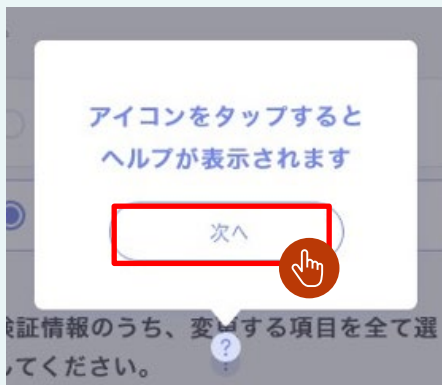 アイコンをタップすると
ヘルプが表示されます
次へ
証情報のうち、変更する項目を全て選
してください。
?